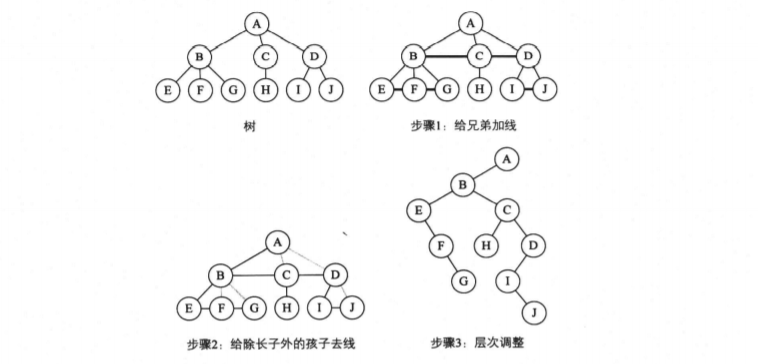 A
B C D
E F G H I J
树
A
B C D
E F G H I J
步骤1：给兄弟加线
A
B C D
E F G H I J
步骤2：给除长子外的孩子去线
A
B
E C
F H D
G I
J
步骤3：层次调整